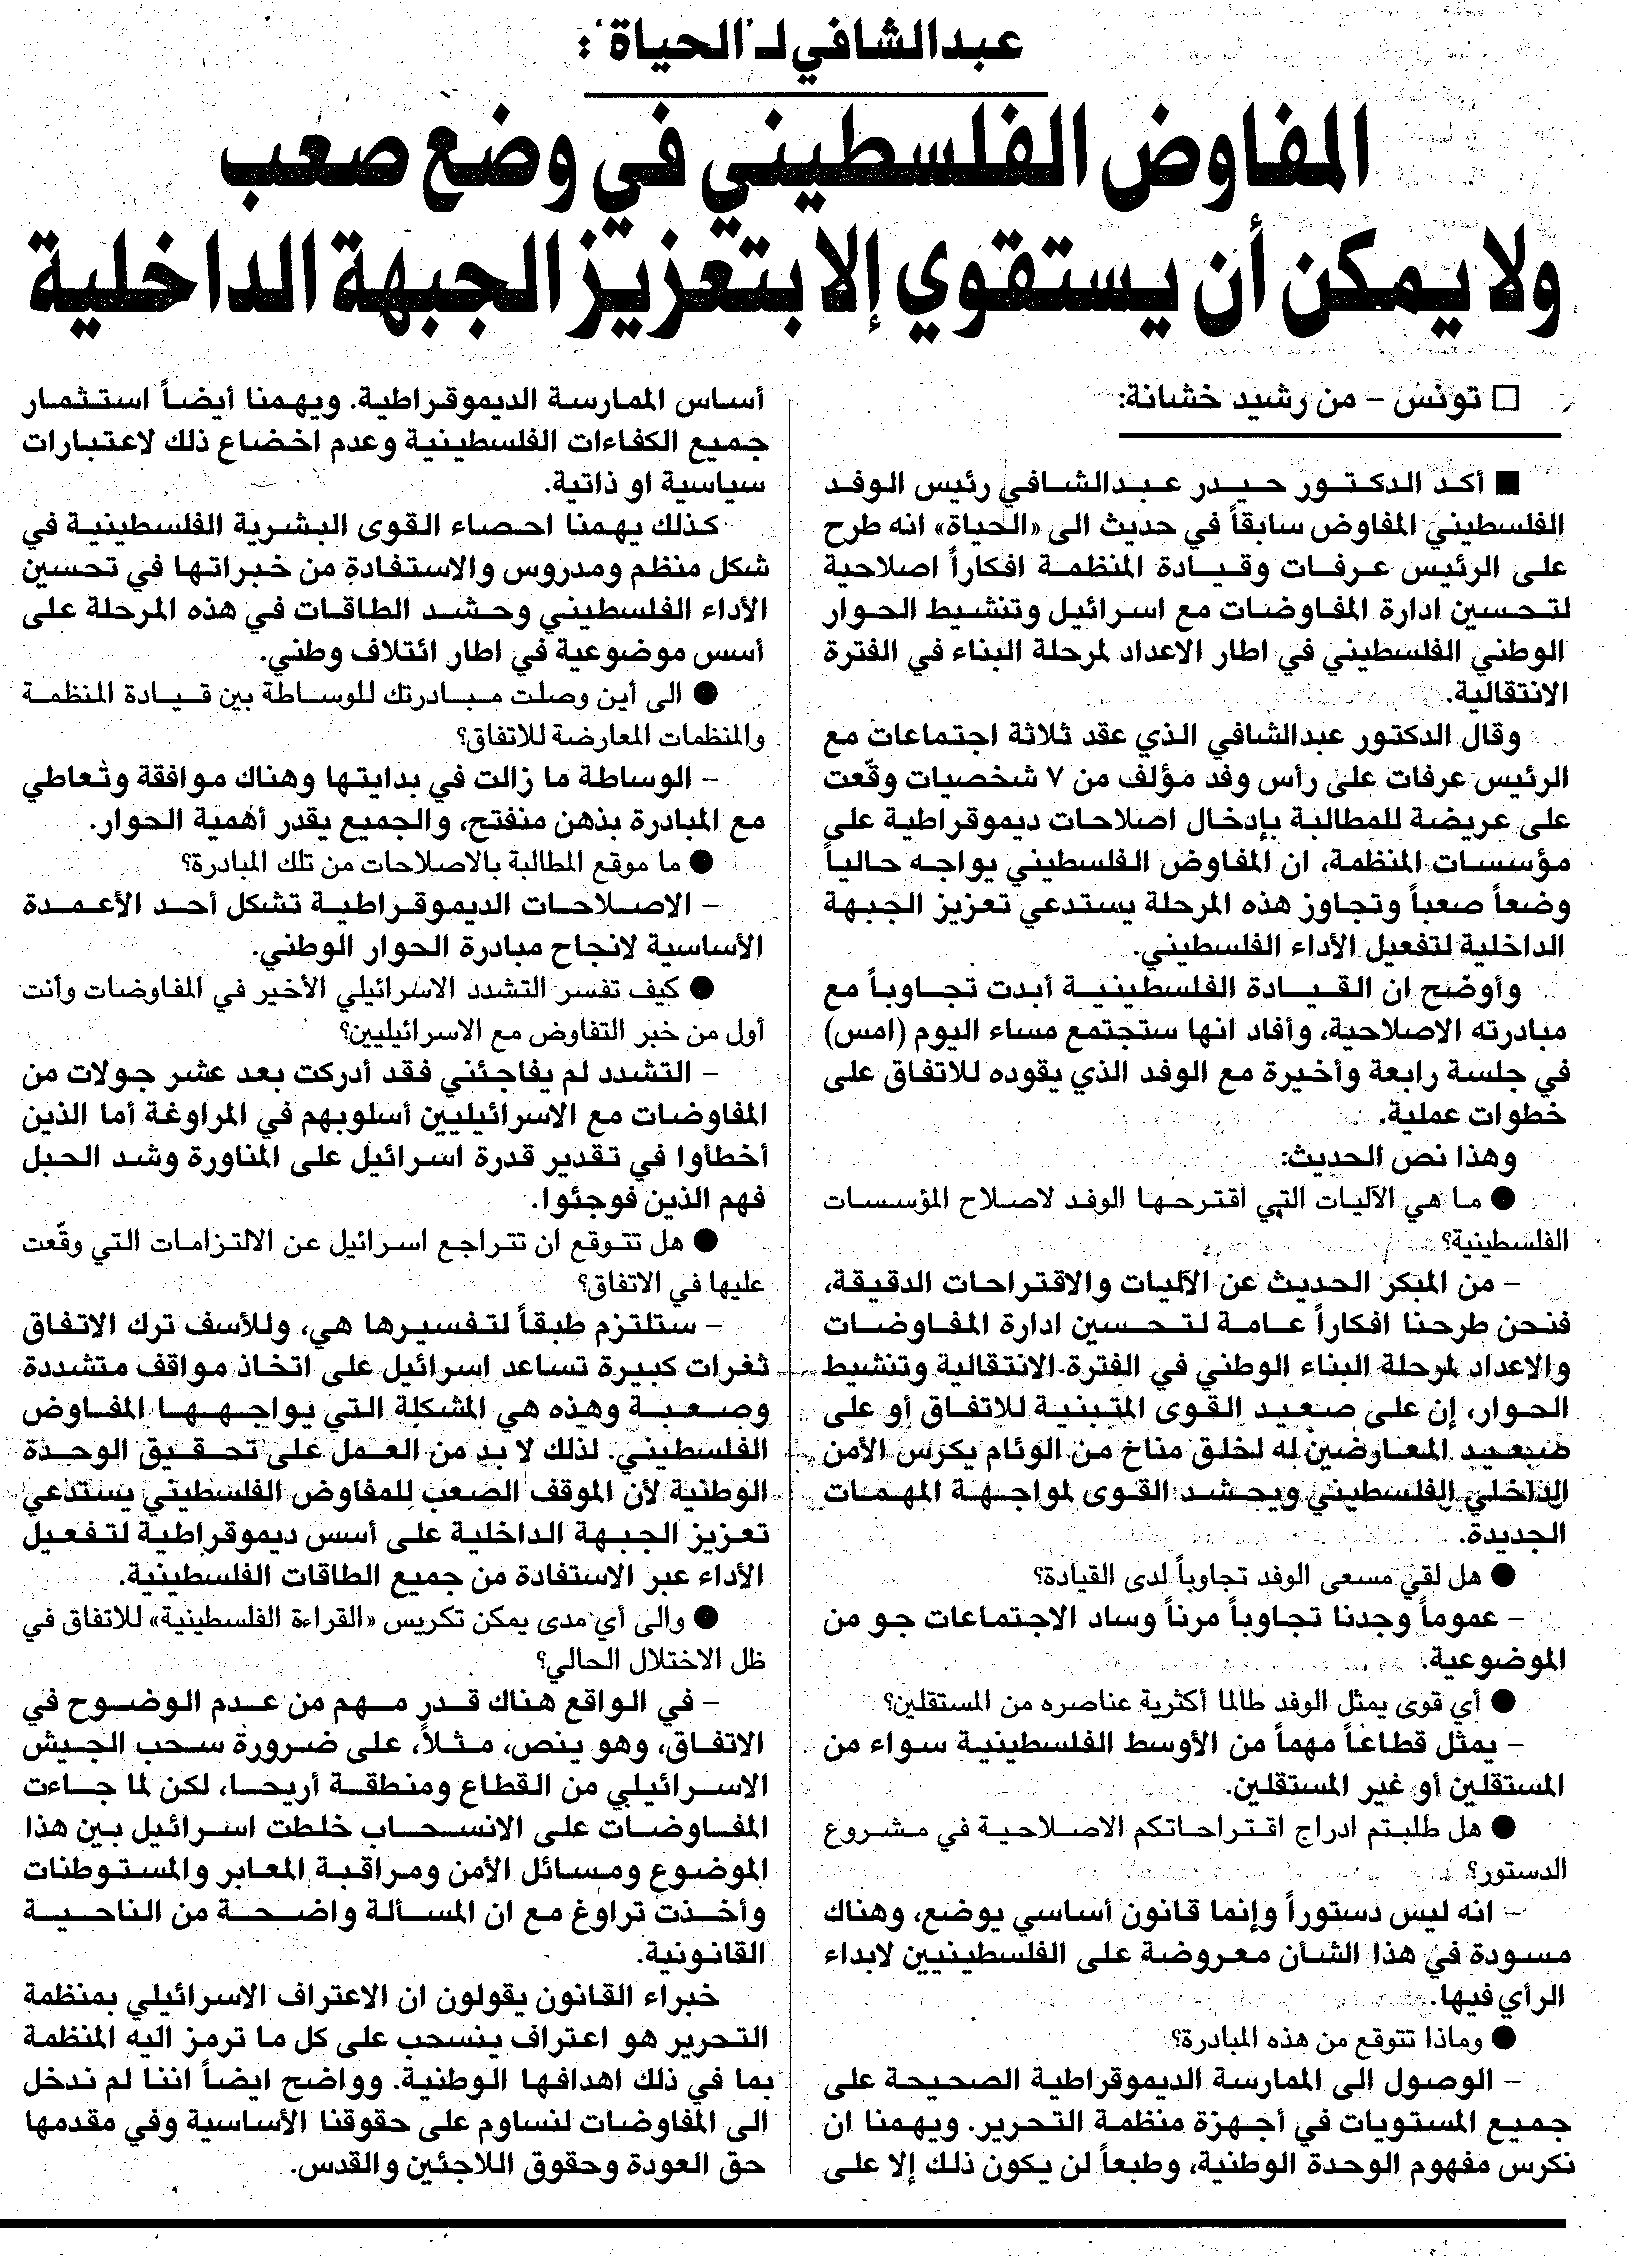 عبدالشافي لـ "الحياة":
المفاوض الفلسطيني في وضع صعب
ولا يمكن أن يستقوي إلا بتعزيز الجبهة الداخلية
□ تونس – من رشيد خشانة:
■ أكد الدكتور حيدر عبدالشافي رئيس الوفد
الفلسطيني المفاوض سابقاً في حديث الى «الحياة» انه طرح
على الرئيس عرفات وقيادة المنظمة افكاراً اصلاحية
لتحسين ادارة المفاوضات مع اسرائيل وتنشيط الحوار
الوطني الفلسطيني في اطار الاعداد لمرحلة البناء في الفترة
الانتقالية.
وقال الدكتور عبدالشافي الذي عقد ثلاثة اجتماعات مع
الرئيس عرفات على رأس وفد مؤلف من ٧ شخصيات وقّعت
على عريضة للمطالبة بإدخال اصلاحات ديموقراطية على
مؤسسات المنظمة، ان المفاوض الفلسطيني يواجه حالياً
وضعاً صعباً وتجاوز هذه المرحلة يستدعي تعزيز الجبهة
الداخلية لتفعيل الأداء الفلسطيني.
وأوضح ان القيادة الفلسطينية أبدت تجاوباً مع
مبادرته الاصلاحية، وأفاد انها ستجتمع مساء اليوم (امس)
في جلسة رابعة وأخيرة مع الوفد الذي يقوده للاتفاق على
خطوات عملية.
وهذا نص الحديث:
● ما هي الآليات التي اقترحها الوفد لاصلاح المؤسسات
الفلسطينية؟
– من المبكر الحديث عن الآليات والاقتراحات الدقيقة،
فنحن طرحنا افكاراً عامة لتحسين ادارة المفاوضات
والاعداد لمرحلة البناء الوطني في الفترة الانتقالية وتنشيط
الحوار، إن على صعيد القوى المتبنية للاتفاق أو على
صعيد المعارضين له لخلق مناخ من الوئام يكرس الأمن
الداخلي الفلسطيني ويحشد القوى لمواجهة المهمات
الجديدة.
● هل لقي مسعى الوفد تجاوباً لدى القيادة؟
– عموماً وجدنا تجاوباً مرناً وساد الاجتماعات جو من
الموضوعية.
● أي قوى يمثل الوفد طالما أكثرية عناصره من المستقلين؟
– يمثل قطاعاً مهماً من الأوسط الفلسطينية سواء من
المستقلين أو غير المستقلين.
● هل طلبتم ادراج اقتراحاتكم الاصلاحية في مشروع
الدستور؟
– انه ليس دستوراً وإنما قانون أساسي يوضع، وهناك
مسودة في هذا الشأن معروضة على الفلسطينيين لابداء
الرأي فيها.
● وماذا تتوقع من هذه المبادرة؟
– الوصول الى الممارسة الديموقراطية الصحيحة على
جميع المستويات في أجهزة منظمة التحرير. ويهمنا ان
نكرس مفهوم الوحدة الوطنية، وطبعاً لن يكون ذلك إلا على
أساس الممارسة الديموقراطية. ويهمنا أيضاً استثمار
جميع الكفاءات الفلسطينية وعدم اخضاع ذلك لاعتبارات
سياسية او ذاتية.
كذلك يهمنا احصاء القوى البشرية الفلسطينية في
شكل منظم ومدروس والاستفادة من خبراتها في تحسين
الأداء الفلسطيني وحشد الطاقات في هذه المرحلة على
أسس موضوعية في اطار ائتلاف وطني.
● الى أين وصلت مبادرتك للوساطة بين قيادة المنظمة
والمنظمات المعارضة للاتفاق؟
– الوساطة ما زالت في بدايتها وهناك موافقة وتعاطي
مع المبادرة بذهن منفتح، والجميع يقدر أهمية الحوار.
● ما موقع المطالبة بالاصلاحات من تلك المبادرة؟
– الاصلاحات الديموقراطية تشكل أحد الأعمدة
الأساسية لانجاح مبادرة الحوار الوطني.
● كيف تفسر التشدد الاسرائيلي الأخير في المفاوضات وأنت
أول من خبر التفاوض مع الاسرائيليين؟
– التشدد لم يفاجئني فقد أدركت بعد عشر جولات من
المفاوضات مع الاسرائيليين أسلوبهم في المراوغة أما الذين
أخطأوا في تقدير قدرة اسرائيل على المناورة وشد الحبل
فهم الذين فوجئوا.
● هل تتوقع ان تتراجع اسرائيل عن الالتزامات التي وقّعت
عليها في الاتفاق؟
– ستلتزم طبقاً لتفسيرها هي، وللأسف ترك الاتفاق
ثغرات كبيرة تساعد اسرائيل على اتخاذ مواقف متشددة
وصعبة وهذه هي المشكلة التي يواجهها المفاوض
الفلسطيني. لذلك لا بد من العمل على تحقيق الوحدة
الوطنية لأن الموقف الصعب للمفاوض الفلسطيني يستدعي
تعزيز الجبهة الداخلية على أسس ديموقراطية لتفعيل
الأداء عبر الاستفادة من جميع الطاقات الفلسطينية.
● والى أي مدى يمكن تكريس «القراءة الفلسطينية» للاتفاق في
ظل الاختلال الحالي؟
– في الواقع هناك قدر مهم من عدم الوضوح في
الاتفاق، وهو ينص، مثلاً، على ضرورة سحب الجيش
الاسرائيلي من القطاع ومنطقة أريحا، لكن لما جاءت
المفاوضات على الانسحاب خلطت اسرائيل بين هذا
الموضوع ومسائل الأمن ومراقبة المعابر والمستوطنات
وأخذت تراوغ مع ان المسألة واضحة من الناحية
القانونية.
خبراء القانون يقولون ان الاعتراف الاسرائيلي بمنظمة
التحرير هو اعتراف ينسحب على كل ما ترمز اليه المنظمة
بما في ذلك اهدافها الوطنية. وواضح ايضاً اننا لم ندخل
الى المفاوضات لنساوم على حقوقنا الأساسية وفي مقدمها
حق العودة وحقوق اللاجئين والقدس.